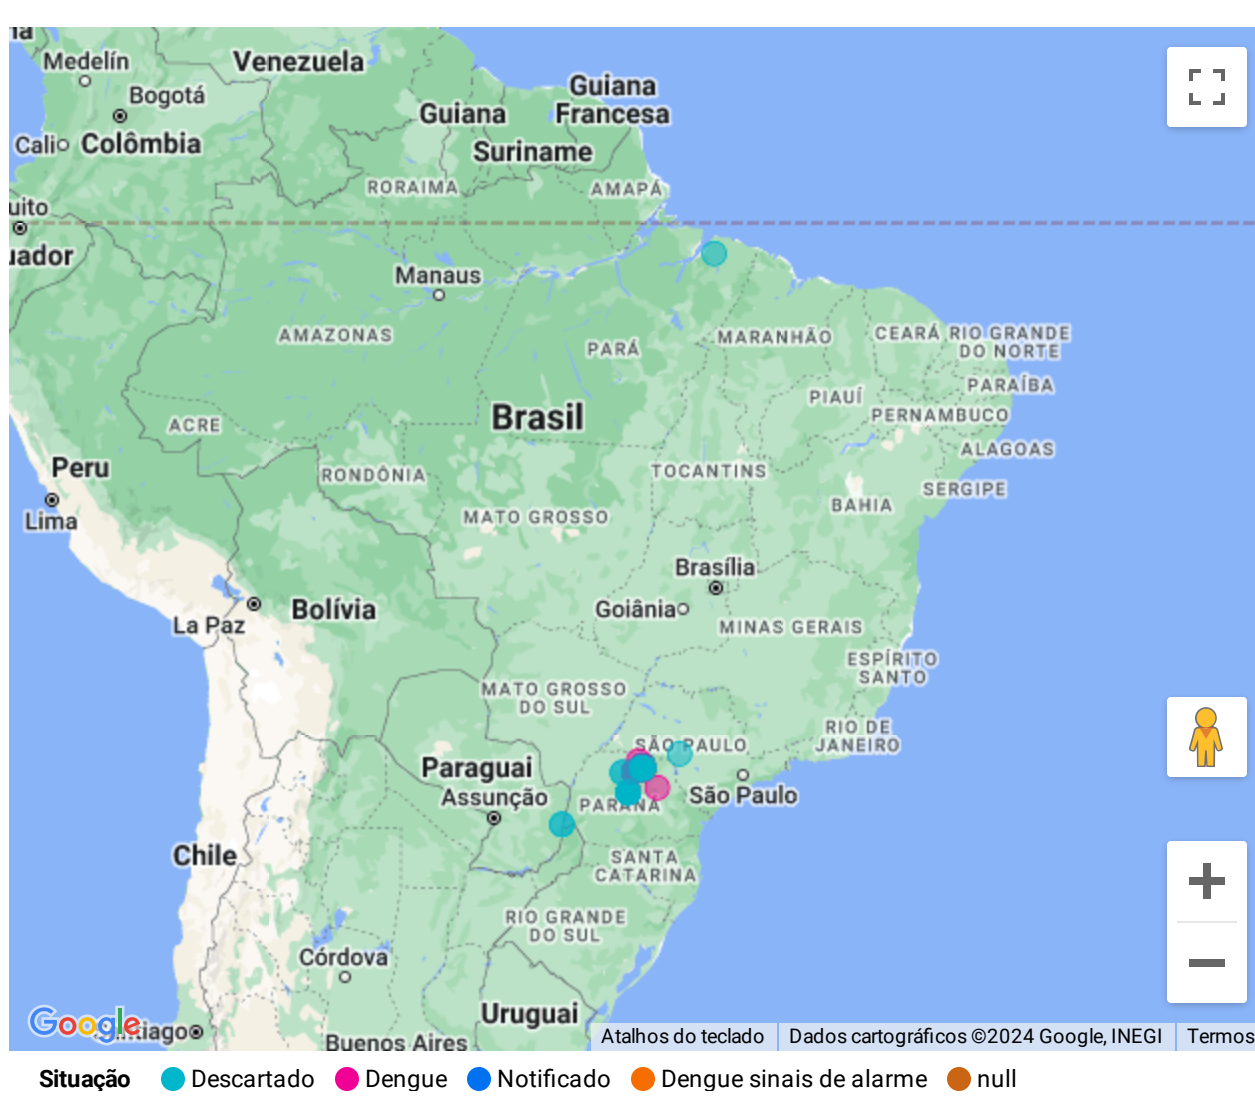 Medelín
Venezuela
Bogotá
Guiana
Francesa
Guiana
Cali
Colômbia
Suriname
RORAIMA
AMAPÁ
uito
uador
Manaus
AMAZONAS
PARÁ
MARANHÃO
CEARÁ
RIO GRANDE
DO NORTE
PARAÍBA
PIAUÍ
PERNAMBUCO
Brasil
ACRE
ALAGOAS
Peru
RONDÔNIA
TOCANTINS
SERGIPE
BAHIA
Lima
MATO GROSSO
Brasília
Goiânia
Bolívia
La Paz
MINAS GERAIS
ESPÍRITO
SANTO
MATO GROSSO
DO SUL
RIO DE
JANEIRO
SÃO PAULO
Paraguai
Assunção
São Paulo
PARANÁ
Chile
SANTA
CATARINA
RIO GRANDE
DO SUL
Córdova
Uruguai
Google
ntiago
Buenos Aires
Atalhos do teclado
Dados cartográficos ©2024 Google, INEGI
Termos
Situação Descartado Dengue Notificado Dengue sinais de alarme null